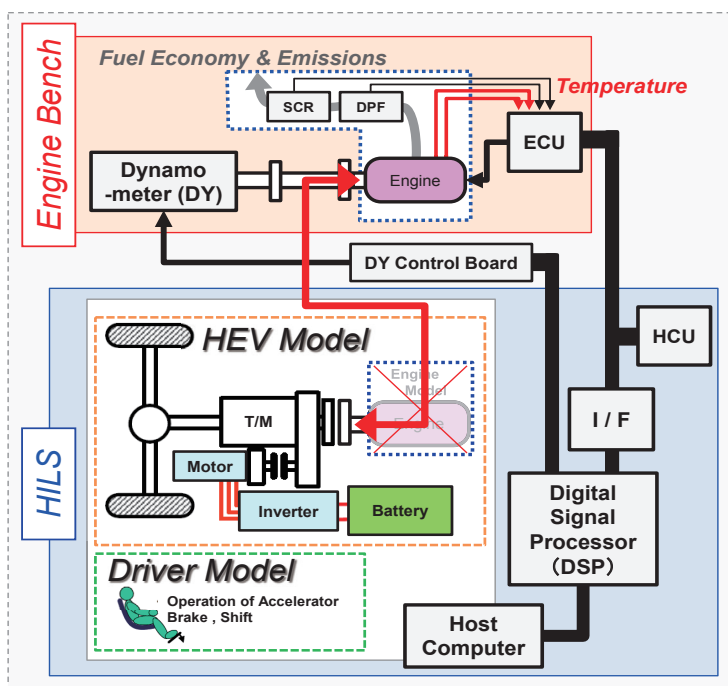 Engine Bench
Fuel Economy & Emissions
Temperature
SCR
DPF
ECU
Dynamo
-meter (DY)
Engine
DY Control Board
HILS
HEV Model
Engine
Model
Engine
T/M
Motor
Inverter
Battery
HCU
I / F
Digital
Signal
Processor
(DSP)
Driver Model
Operation of Accelerator
Brake , Shift
Host
Computer